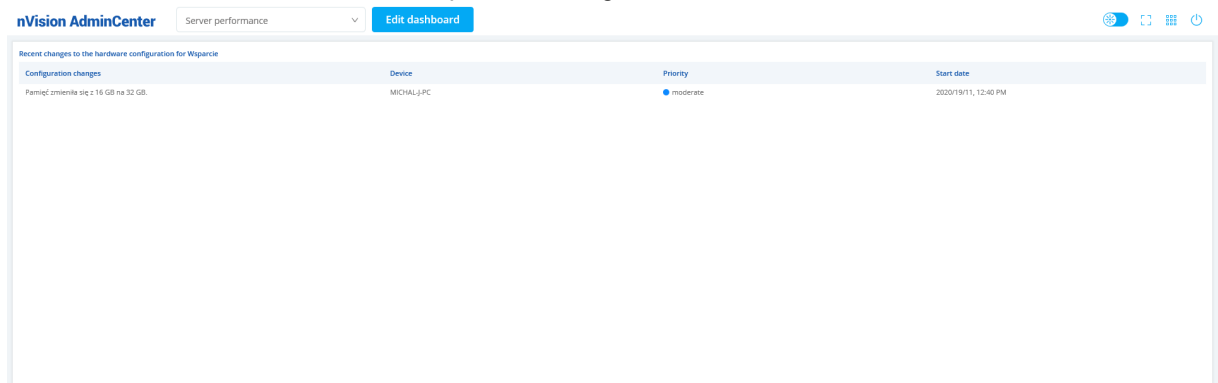 nVision AdminCenter Server performance Edit dashboard
Recent changes to the hardware configuration for Wsparcie
Configuration changes Device Priority Start date
Pamięć zmieniła się z 16 GB na 32 GB. MICHAL-J-PC moderate 2020/19/11, 12:40 PM